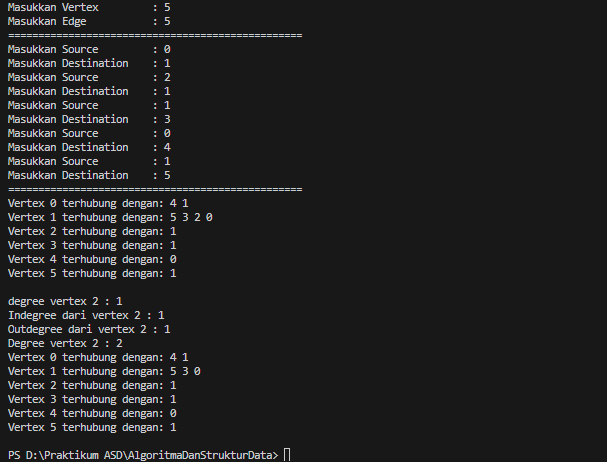 Masukkan Vertex : 5
Masukkan Edge : 5
=================================================
Masukkan Source : 0
Masukkan Destination : 1
Masukkan Source : 2
Masukkan Destination : 1
Masukkan Source : 1
Masukkan Destination : 3
Masukkan Source : 0
Masukkan Destination : 4
Masukkan Source : 1
Masukkan Destination : 5
=================================================
Vertex 0 terhubung dengan: 4 1
Vertex 1 terhubung dengan: 5 3 2 0
Vertex 2 terhubung dengan: 1
Vertex 3 terhubung dengan: 1
Vertex 4 terhubung dengan: 0
Vertex 5 terhubung dengan: 1
degree vertex 2 : 1
Indegree dari vertex 2 : 1
Outdegree dari vertex 2 : 1
Degree vertex 2 : 2
Vertex 0 terhubung dengan: 4 1
Vertex 1 terhubung dengan: 5 3 0
Vertex 2 terhubung dengan: 1
Vertex 3 terhubung dengan: 1
Vertex 4 terhubung dengan: 0
Vertex 5 terhubung dengan: 1
PS D:\Praktikum ASD\AlgoritmaDanStrukturData>